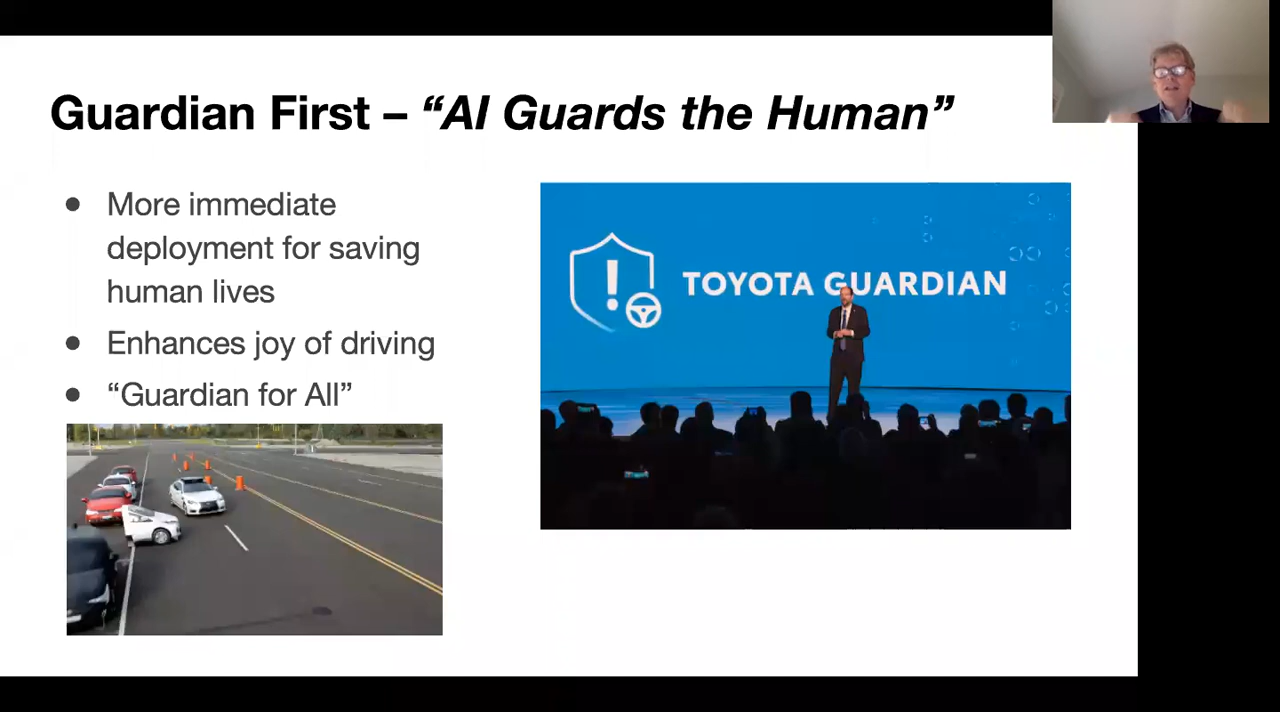 Guardian First – “AI Guards the Human”
● More immediate
deployment for saving
human lives
● Enhances joy of driving
● “Guardian for All”
TOYOTA GUARDIAN